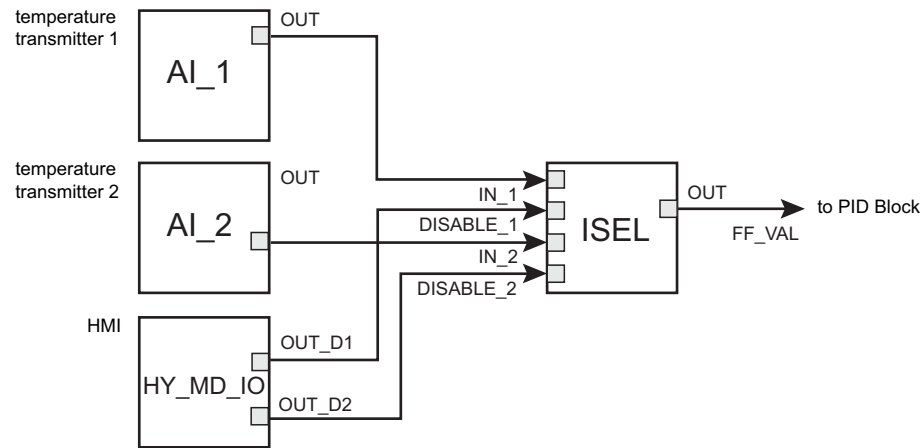 temperature
transmitter 1
OUT
AI_1
temperature
transmitter 2
OUT
AI_2
IN_1
DISABLE_1
IN_2
DISABLE_2
ISEL
OUT
FF_VAL
to PID Block
HMI
OUT_D1
HY_MD_IO
OUT_D2